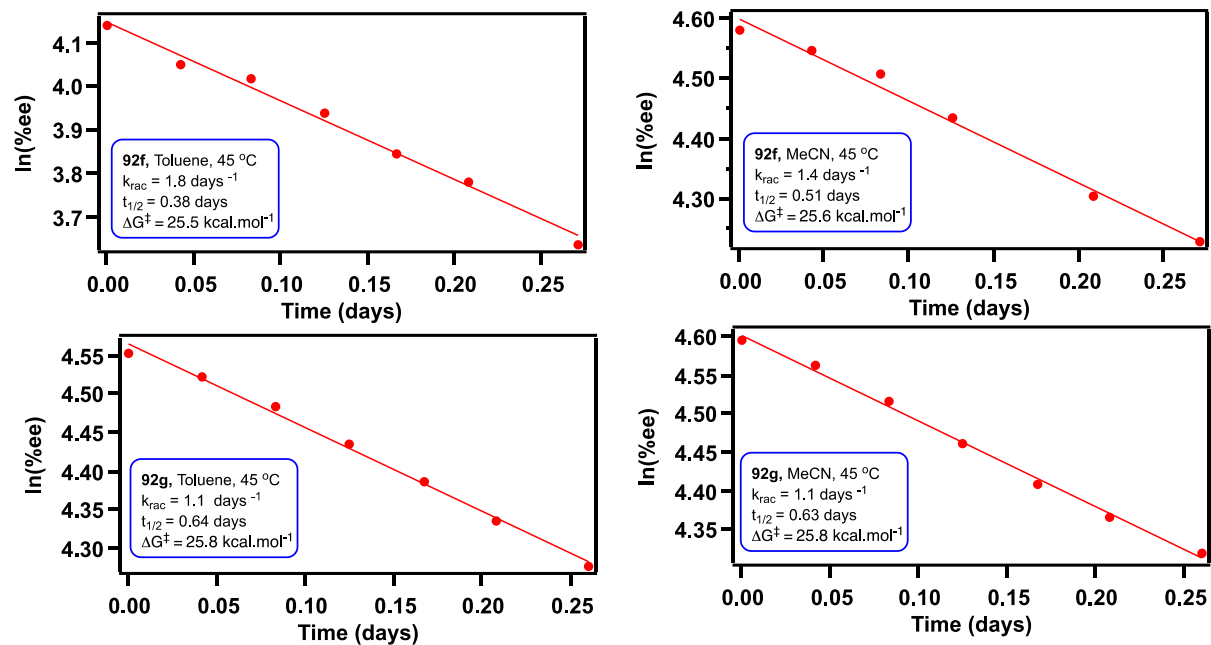 ln(%ee)
4.1
4.0
3.9
3.8
3.7
92f, Toluene, 45 ºC
k_rac = 1.8 days ⁻¹
t_1/2 = 0.38 days
ΔG‡ = 25.5 kcal.mol⁻¹
0.00 0.05 0.10 0.15 0.20 0.25
Time (days)
ln(%ee)
4.60
4.50
4.40
4.30
92f, MeCN, 45 ºC
k_rac = 1.4 days ⁻¹
t_1/2 = 0.51 days
ΔG‡ = 25.6 kcal.mol⁻¹
0.00 0.05 0.10 0.15 0.20 0.25
Time (days)
ln(%ee)
4.55
4.50
4.45
4.40
4.35
4.30
92g, Toluene, 45 ºC
k_rac = 1.1 days ⁻¹
t_1/2 = 0.64 days
ΔG‡ = 25.8 kcal.mol⁻¹
0.00 0.05 0.10 0.15 0.20 0.25
Time (days)
ln(%ee)
4.60
4.55
4.50
4.45
4.40
4.35
92g, MeCN, 45 ºC
k_rac = 1.1 days ⁻¹
t_1/2 = 0.63 days
ΔG‡ = 25.8 kcal.mol⁻¹
0.00 0.05 0.10 0.15 0.20 0.25
Time (days)